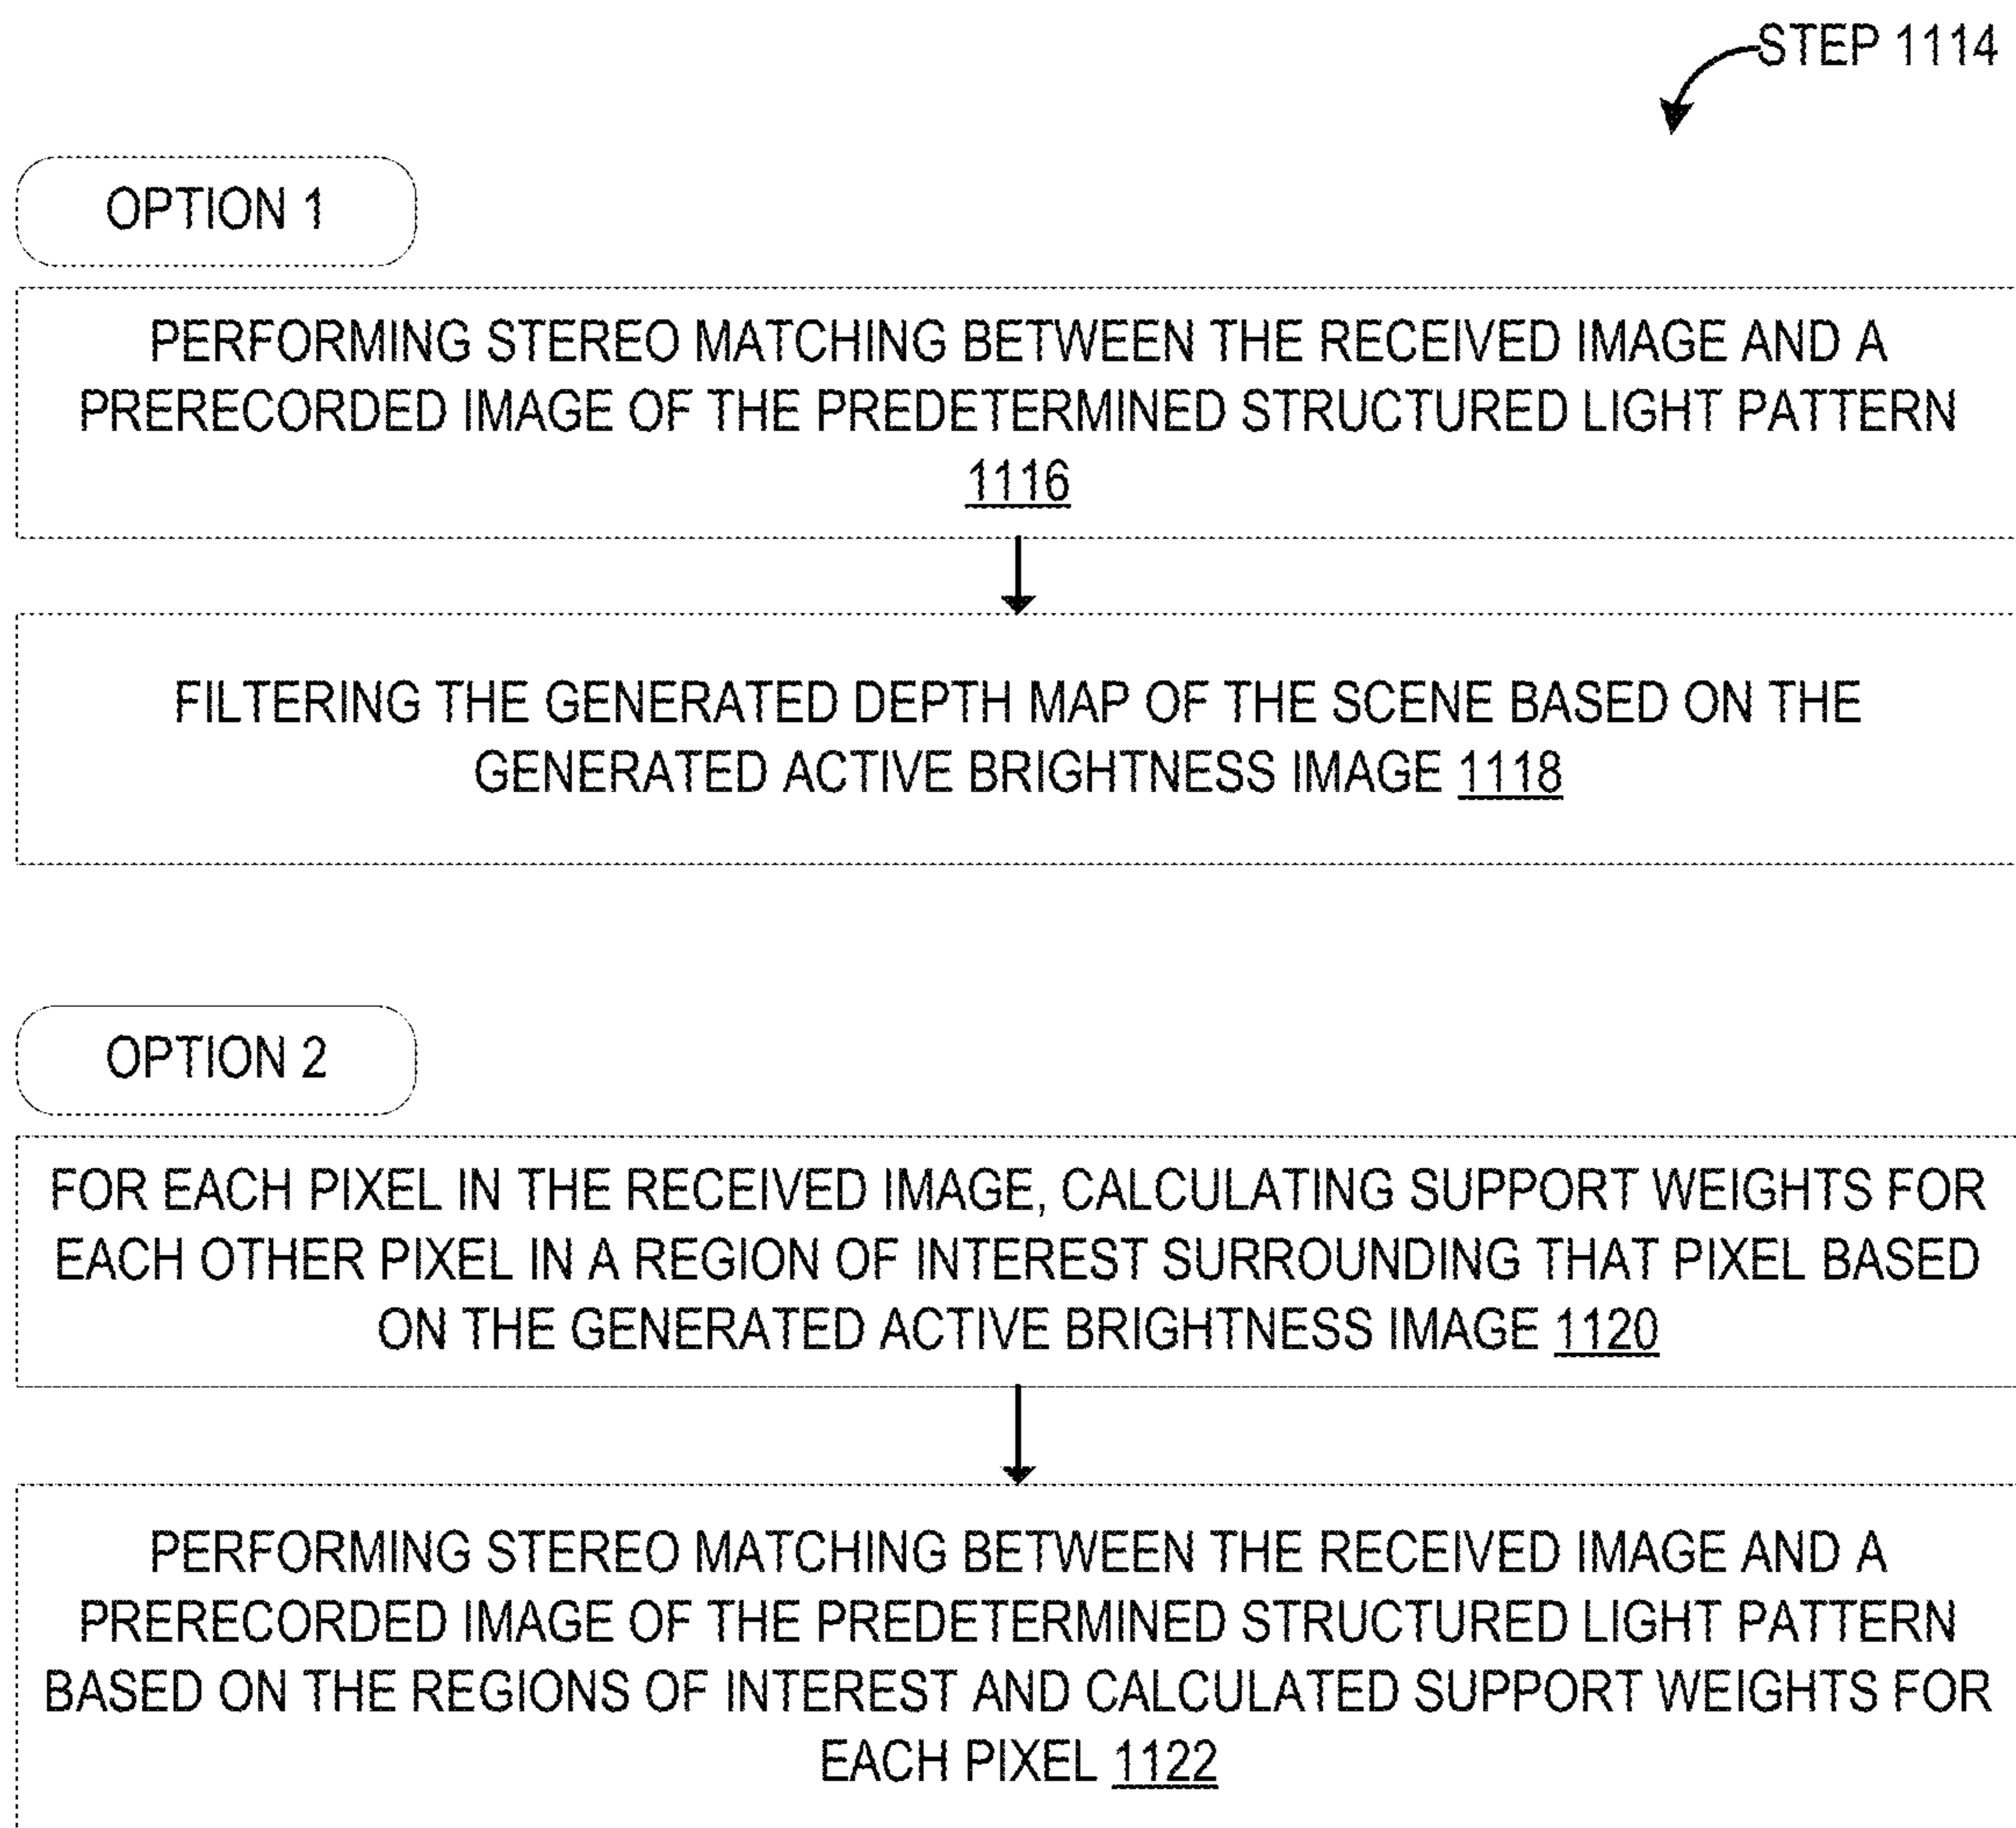 STEP 1114
OPTION 1
PERFORMING STEREO MATCHING BETWEEN THE RECEIVED IMAGE AND A
PRERECORDED IMAGE OF THE PREDETERMINED STRUCTURED LIGHT PATTERN
1116
FILTERING THE GENERATED DEPTH MAP OF THE SCENE BASED ON THE
GENERATED ACTIVE BRIGHTNESS IMAGE 1118
OPTION 2
FOR EACH PIXEL IN THE RECEIVED IMAGE, CALCULATING SUPPORT WEIGHTS FOR
EACH OTHER PIXEL IN A REGION OF INTEREST SURROUNDING THAT PIXEL BASED
ON THE GENERATED ACTIVE BRIGHTNESS IMAGE 1120
PERFORMING STEREO MATCHING BETWEEN THE RECEIVED IMAGE AND A
PRERECORDED IMAGE OF THE PREDETERMINED STRUCTURED LIGHT PATTERN
BASED ON THE REGIONS OF INTEREST AND CALCULATED SUPPORT WEIGHTS FOR
EACH PIXEL 1122